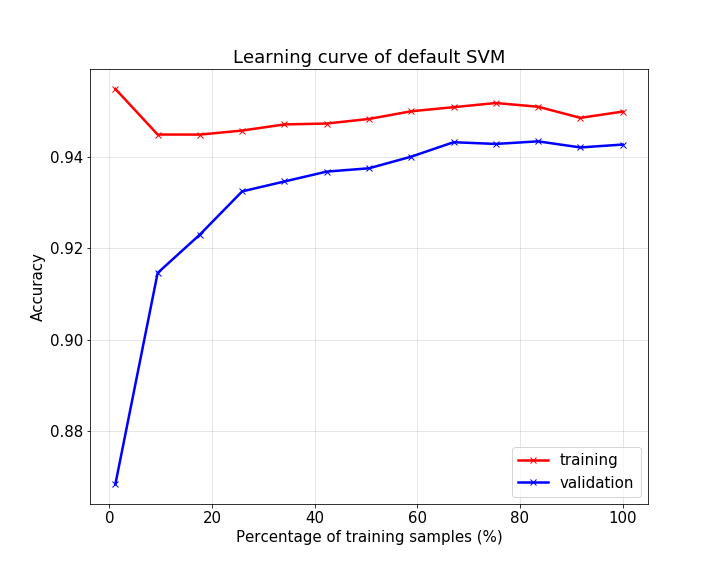 Learning curve of default SVM
Accuracy
0.94
0.92
0.90
0.88
0 20 40 60 80 100
Percentage of training samples (%)
training
validation